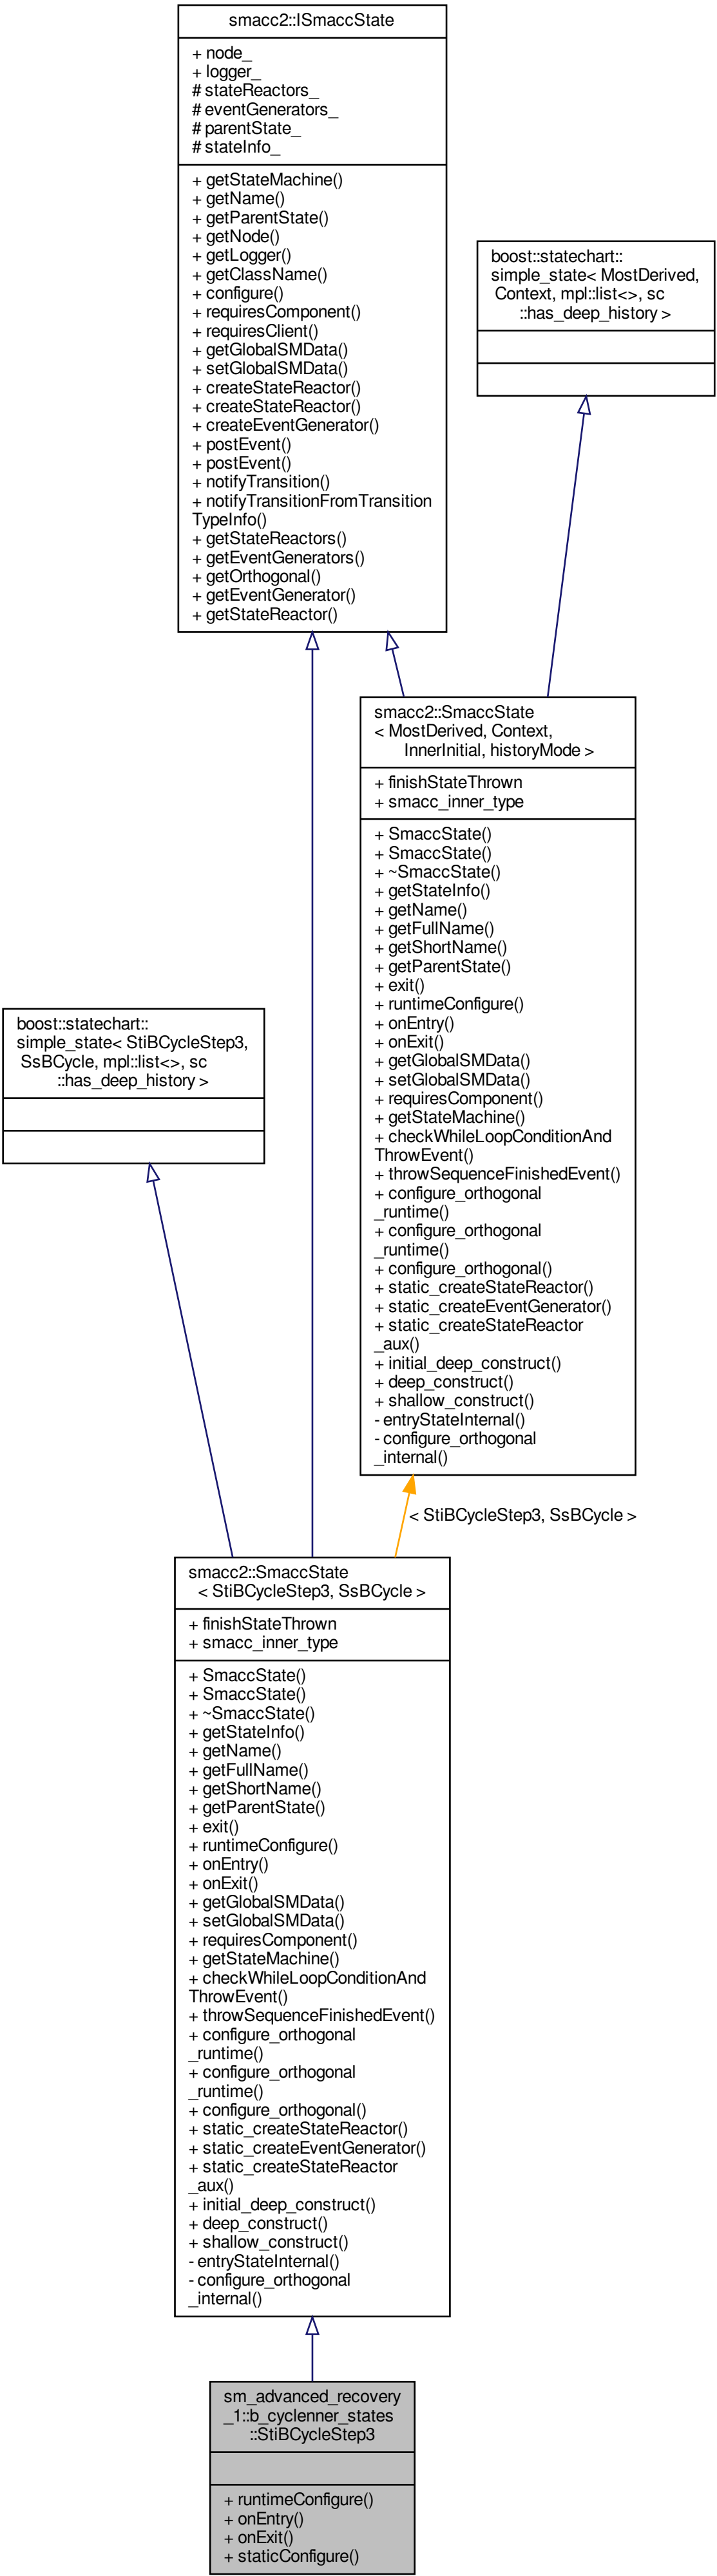 smacc2::ISmaccState
+ node_
+ logger_
# stateReactors_
# eventGenerators_
# parentState_
# stateInfo_
+ getStateMachine()
+ getName()
+ getParentState()
+ getNode()
+ getLogger()
+ getClassName()
+ configure()
+ requiresComponent()
+ requiresClient()
+ getGlobalSMData()
+ setGlobalSMData()
+ createStateReactor()
+ createStateReactor()
+ createEventGenerator()
+ postEvent()
+ postEvent()
+ notifyTransition()
+ notifyTransitionFromTransition
TypeInfo()
+ getStateReactors()
+ getEventGenerators()
+ getOrthogonal()
+ getEventGenerator()
+ getStateReactor()
boost::statechart::
simple_state< MostDerived,
Context, mpl::list<>, sc
::has_deep_history >
smacc2::SmaccState
< MostDerived, Context,
InnerInitial, historyMode >
+ finishStateThrown
+ smacc_inner_type
+ SmaccState()
+ SmaccState()
+ ~SmaccState()
+ getStateInfo()
+ getName()
+ getFullName()
+ getShortName()
+ getParentState()
+ exit()
+ runtimeConfigure()
+ onEntry()
+ onExit()
+ getGlobalSMData()
+ setGlobalSMData()
+ requiresComponent()
+ getStateMachine()
+ checkWhileLoopConditionAnd
ThrowEvent()
+ throwSequenceFinishedEvent()
+ configure_orthogonal
_runtime()
+ configure_orthogonal
_runtime()
+ configure_orthogonal()
+ static_createStateReactor()
+ static_createEventGenerator()
+ static_createStateReactor
_aux()
+ initial_deep_construct()
+ deep_construct()
+ shallow_construct()
- entryStateInternal()
- configure_orthogonal
_internal()
boost::statechart::
simple_state< StiBCycleStep3,
SsBCycle, mpl::list<>, sc
::has_deep_history >
< StiBCycleStep3, SsBCycle >
smacc2::SmaccState
< StiBCycleStep3, SsBCycle >
+ finishStateThrown
+ smacc_inner_type
+ SmaccState()
+ SmaccState()
+ ~SmaccState()
+ getStateInfo()
+ getName()
+ getFullName()
+ getShortName()
+ getParentState()
+ exit()
+ runtimeConfigure()
+ onEntry()
+ onExit()
+ getGlobalSMData()
+ setGlobalSMData()
+ requiresComponent()
+ getStateMachine()
+ checkWhileLoopConditionAnd
ThrowEvent()
+ throwSequenceFinishedEvent()
+ configure_orthogonal
_runtime()
+ configure_orthogonal
_runtime()
+ configure_orthogonal()
+ static_createStateReactor()
+ static_createEventGenerator()
+ static_createStateReactor
_aux()
+ initial_deep_construct()
+ deep_construct()
+ shallow_construct()
- entryStateInternal()
- configure_orthogonal
_internal()
sm_advanced_recovery
_1::b_cyclenner_states
::StiBCycleStep3
+ runtimeConfigure()
+ onEntry()
+ onExit()
+ staticConfigure()